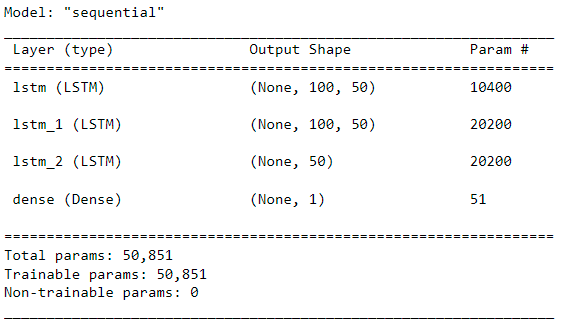 Model: "sequential"
_________________________________________________________________
Layer (type) Output Shape Param #
=================================================================
lstm (LSTM) (None, 100, 50) 10400
lstm_1 (LSTM) (None, 100, 50) 20200
lstm_2 (LSTM) (None, 50) 20200
dense (Dense) (None, 1) 51
=================================================================
Total params: 50,851
Trainable params: 50,851
Non-trainable params: 0
_________________________________________________________________